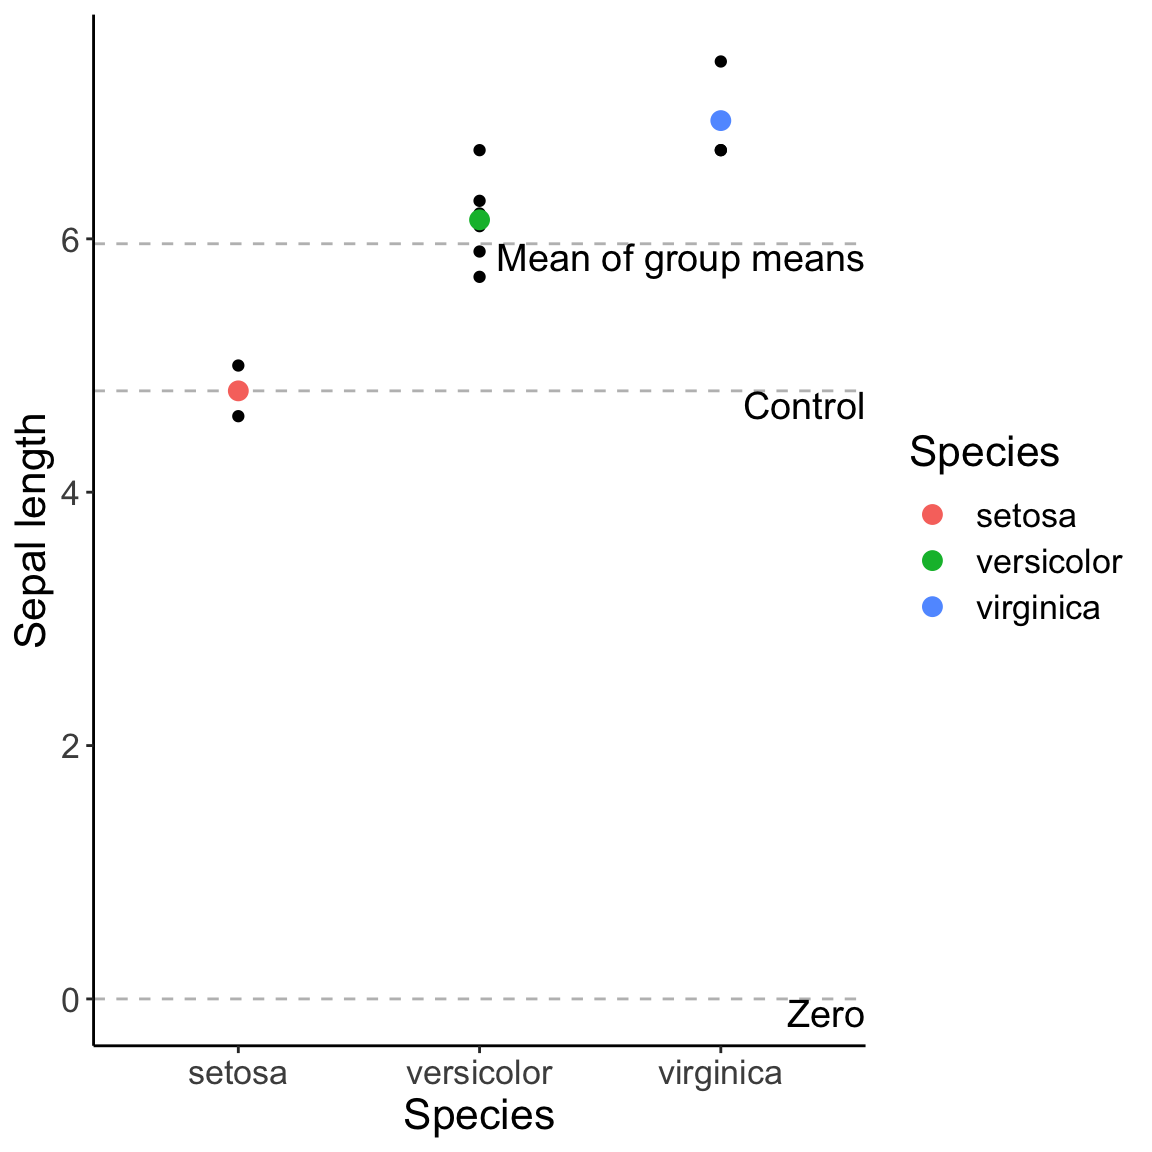 Sepal length
6
4
2
0
Mean of group means
Control
Zero
setosa
versicolor
virginica
Species
Species
setosa
versicolor
virginica